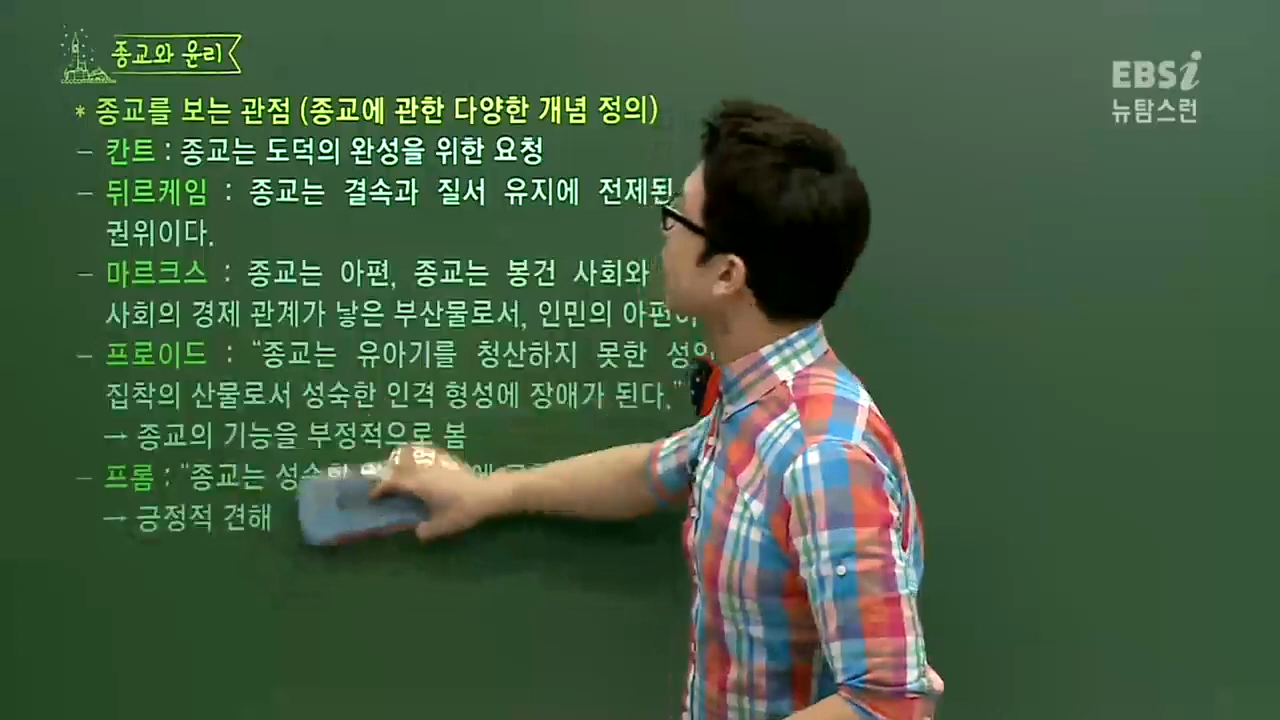 종교와 윤리
EBSi
뉴탐스런
* 종교를 보는 관점 (종교에 관한 다양한 개념 정의)
- 칸트 : 종교는 도덕의 완성을 위한 요청
- 뒤르케임 : 종교는 결속과 질서 유지에 전제된
권위이다.
- 마르크스 : 종교는 아편, 종교는 봉건 사회와
사회의 경제 관계가 낳은 부산물로서, 인민의
- 프로이드 : “종교는 유아기를 청산하지 못한
집착의 산물로서 성숙한 인격 형성에 장애가 된다.”
→ 종교의 기능을 부정적으로 봄
- 프롬 : “종교는
→ 긍정적 견해